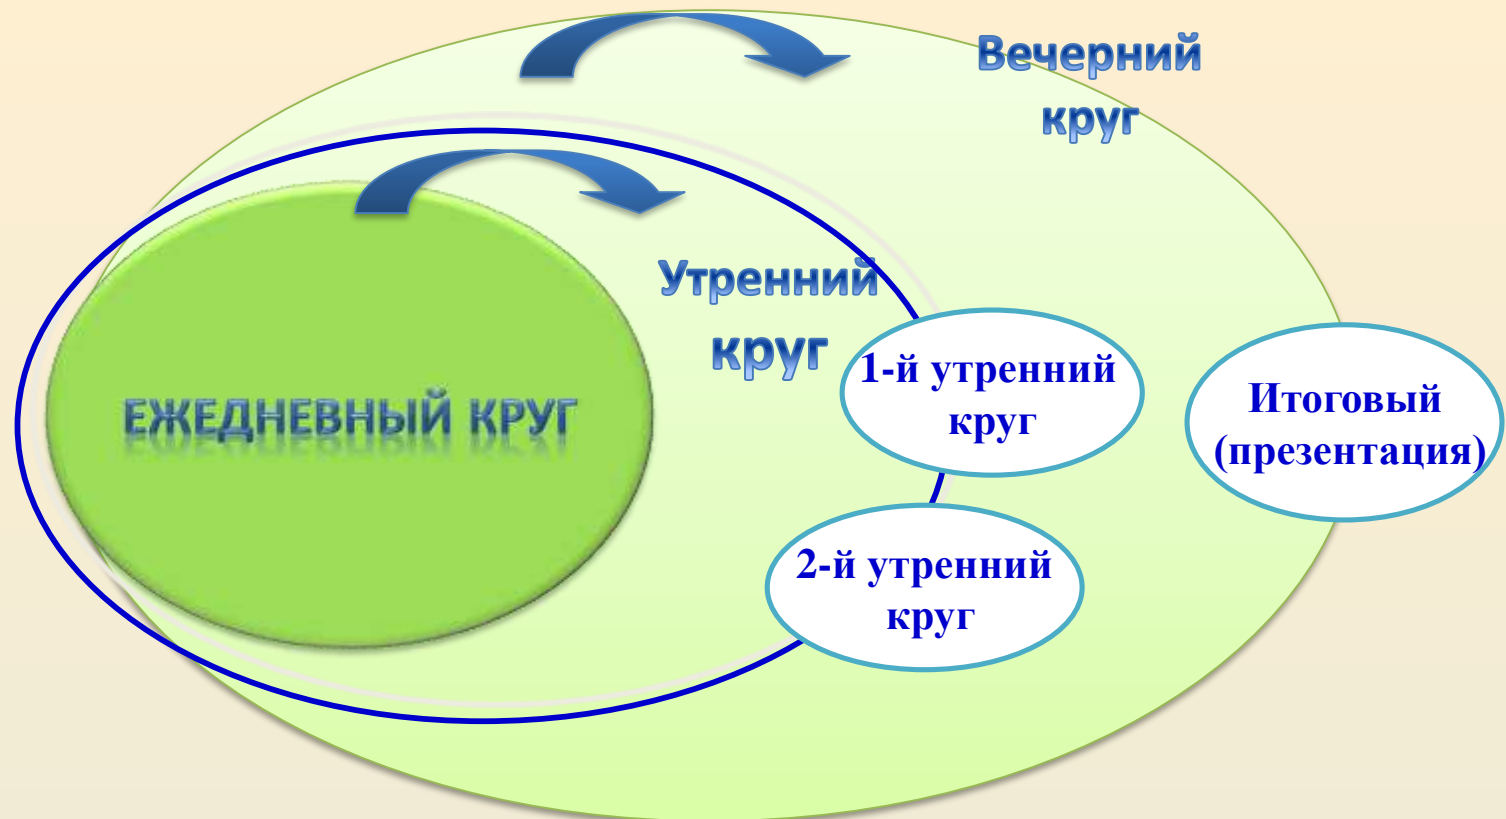 Вечерний
круг
Утренний
круг
ЕЖЕДНЕВНЫЙ КРУГ
1-й утренний
круг
Итоговый
(презентация)
2-й утренний
круг